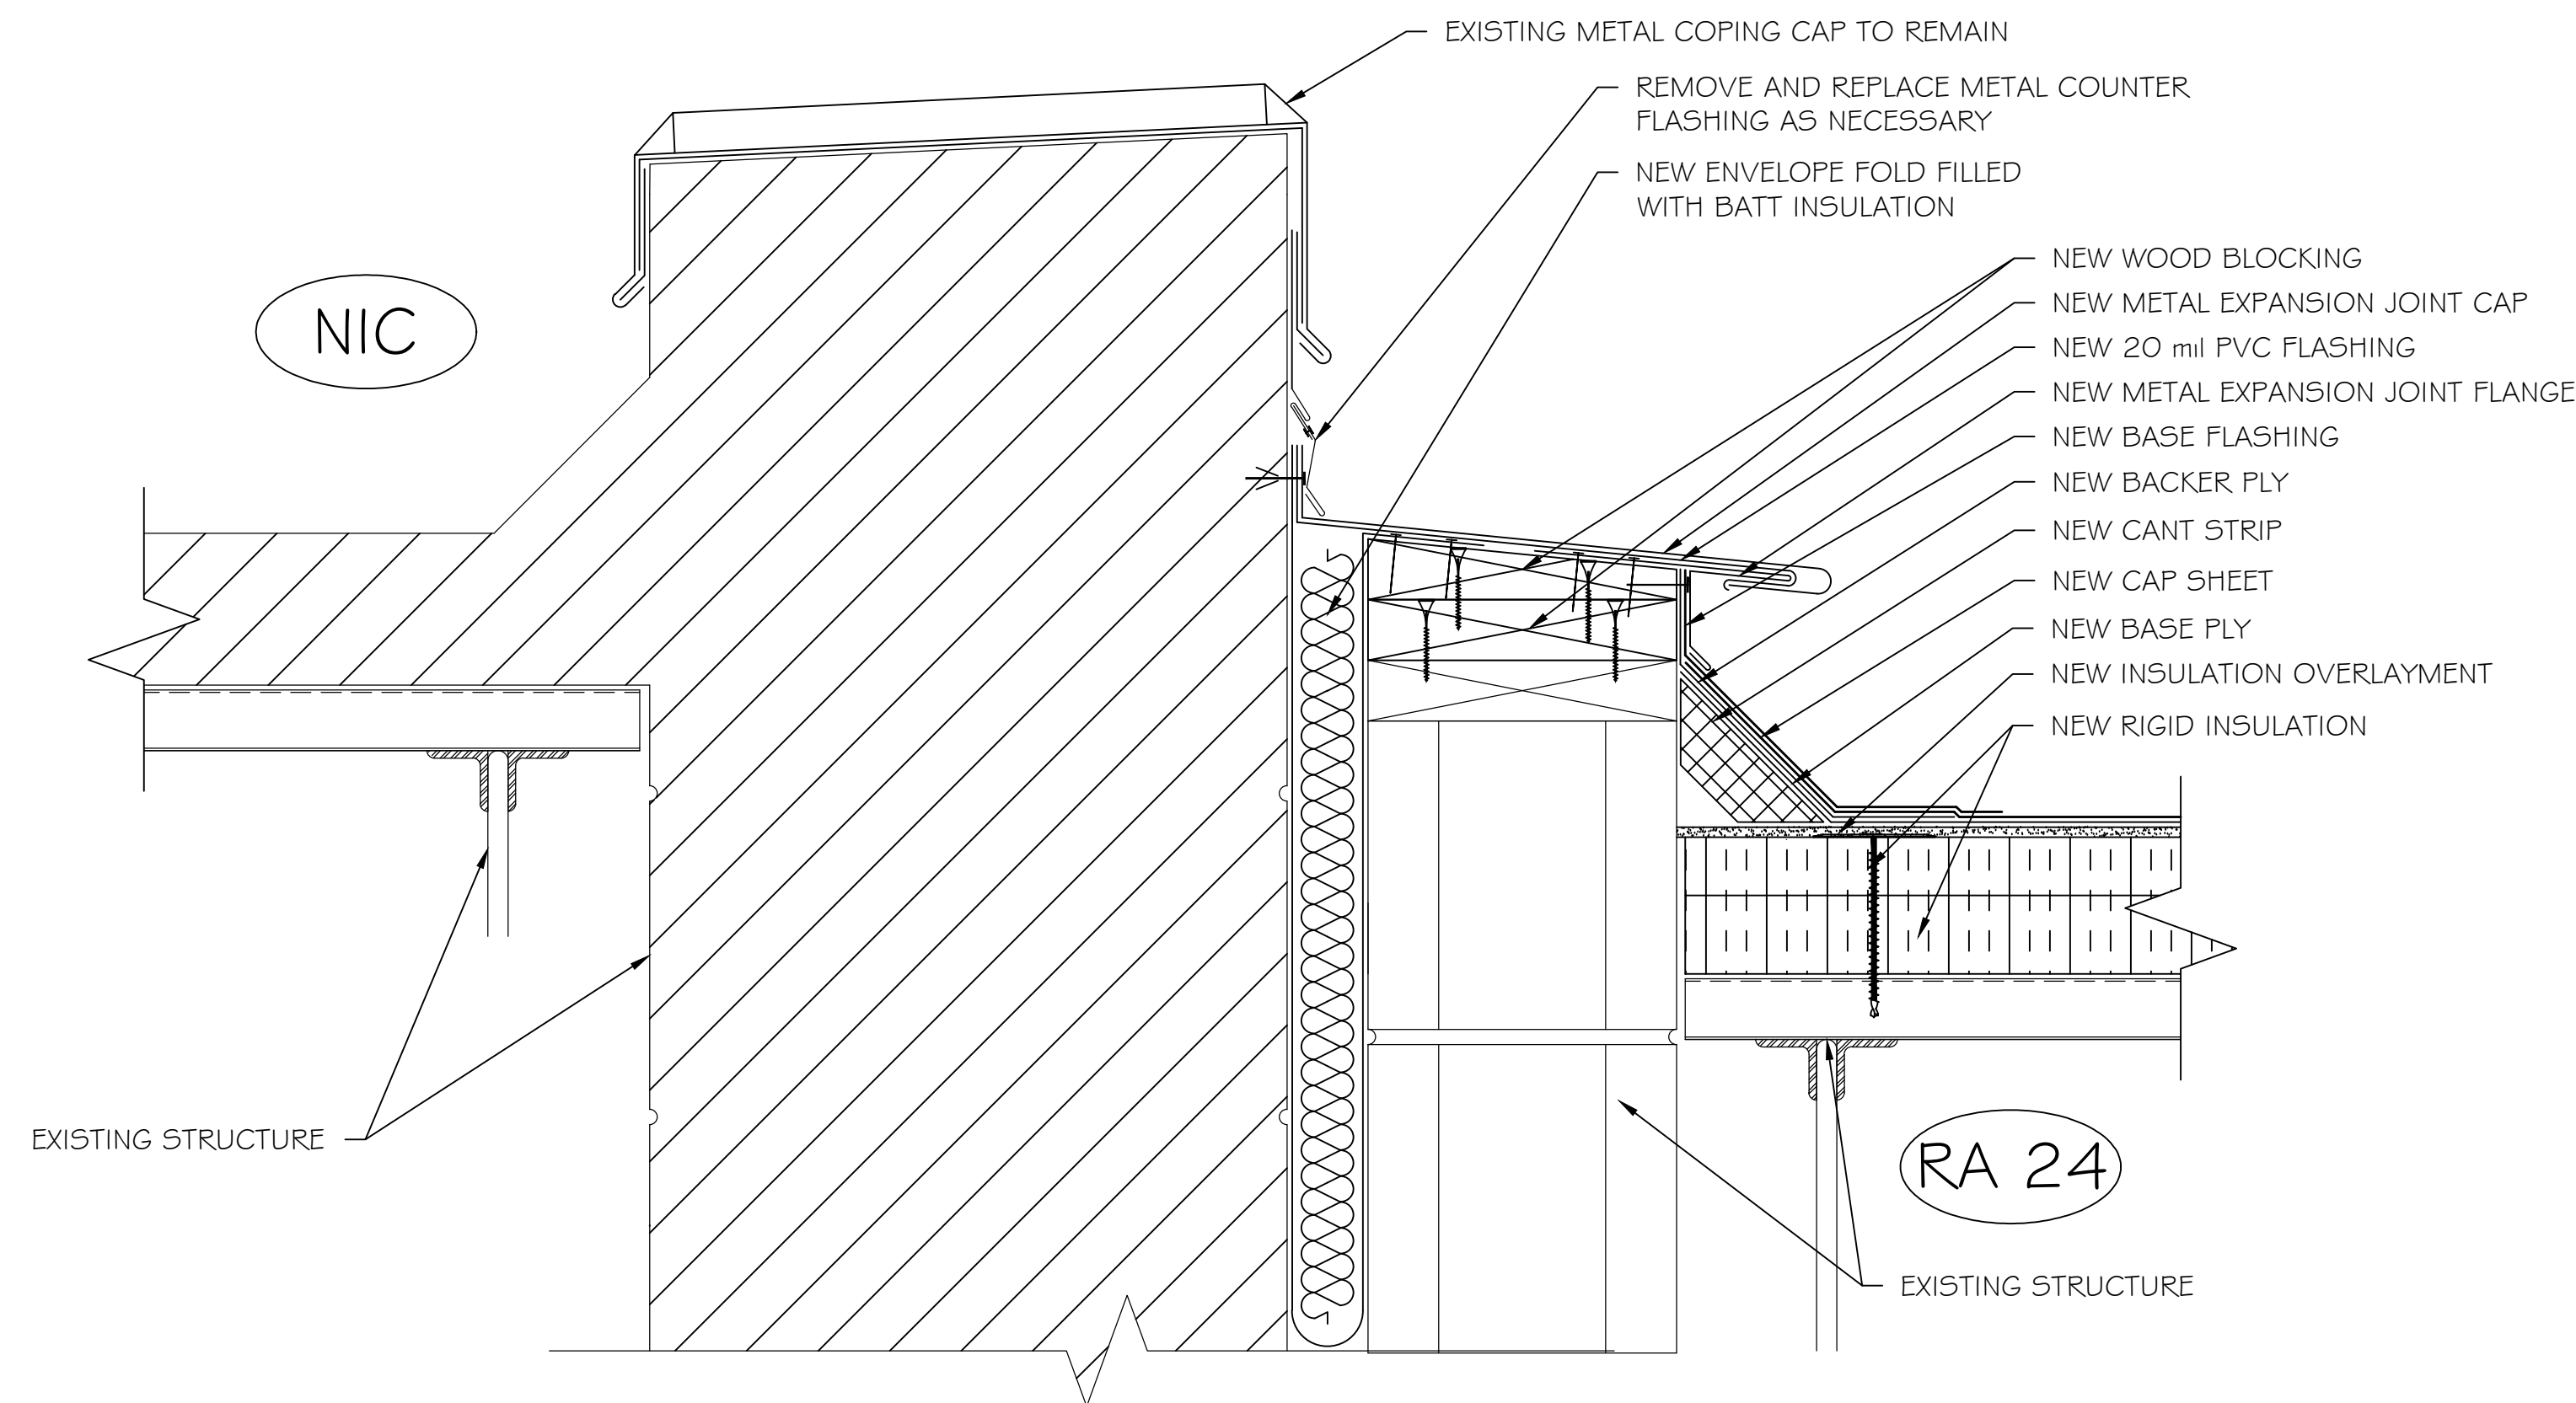 EXISTING METAL COPING CAP TO REMAIN
REMOVE AND REPLACE METAL COUNTER
FLASHING AS NECESSARY
NEW ENVELOPE FOLD FILLED
WITH BATT INSULATION
NEW WOOD BLOCKING
NEW METAL EXPANSION JOINT CAP
NIC
NEW 20 mil PVC FLASHING
NEW METAL EXPANSION JOINT FLANGE
NEW BASE FLASHING
NEW BACKER PLY
NEW CANT STRIP
NEW CAP SHEET
NEW BASE PLY
NEW INSULATION OVERLAYMENT
NEW RIGID INSULATION
EXISTING STRUCTURE
RA 24
EXISTING STRUCTURE